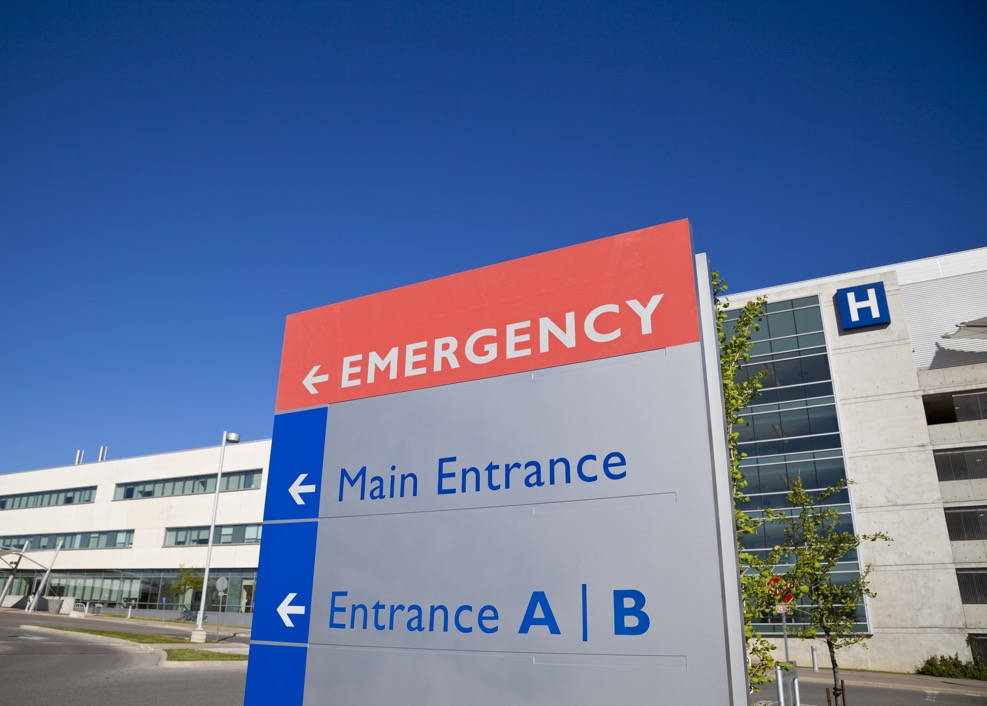 ← EMERGENCY
← Main Entrance
← Entrance A | B
H